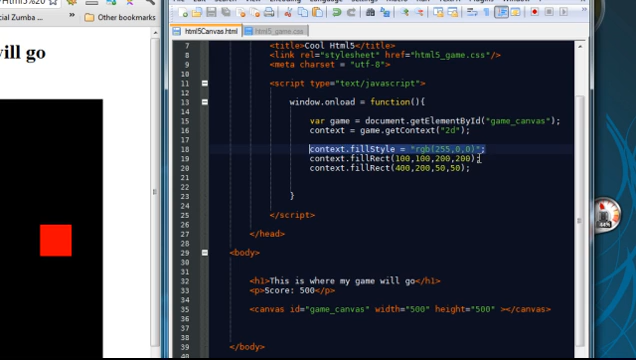 cial Zumba ...
Other bookmarks
vill go
html5Canvas.html
html5_game.css
7 <title>Cool Html5</title>
8 <link rel="stylesheet" href="html5_game.css"/>
9 <meta charset = "utf-8">
10
11 <script type="text/javascript">
12
13 window.onload = function(){
14
15 var game = document.getElementById("game_canvas");
16 context = game.getContext("2d");
17
18 context.fillStyle = "rgb(255,0,0)";
19 context.fillRect(100,100,200,200);
20 context.fillRect(400,200,50,50);
21
22
23 }
24
25 </script>
26
27 </head>
28
29 <body>
30
31
32 <h1>This is where my game will go</h1>
33 <p>Score: 500</p>
34
35 <canvas id="game_canvas" width="500" height="500" ></canvas>
36
37
38
39 </body>
44%